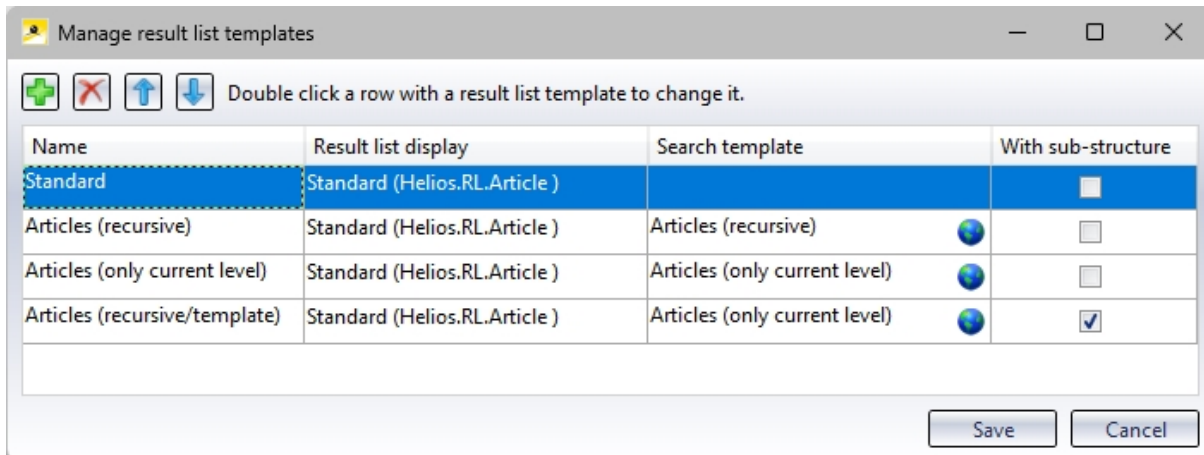 Manage result list templates
Double click a row with a result list template to change it.
Name Result list display Search template With sub-structure
Standard Standard (Helios.RL.Article )
Articles (recursive) Standard (Helios.RL.Article ) Articles (recursive)
Articles (only current level) Standard (Helios.RL.Article ) Articles (only current level)
Articles (recursive/template) Standard (Helios.RL.Article ) Articles (only current level)
Save Cancel